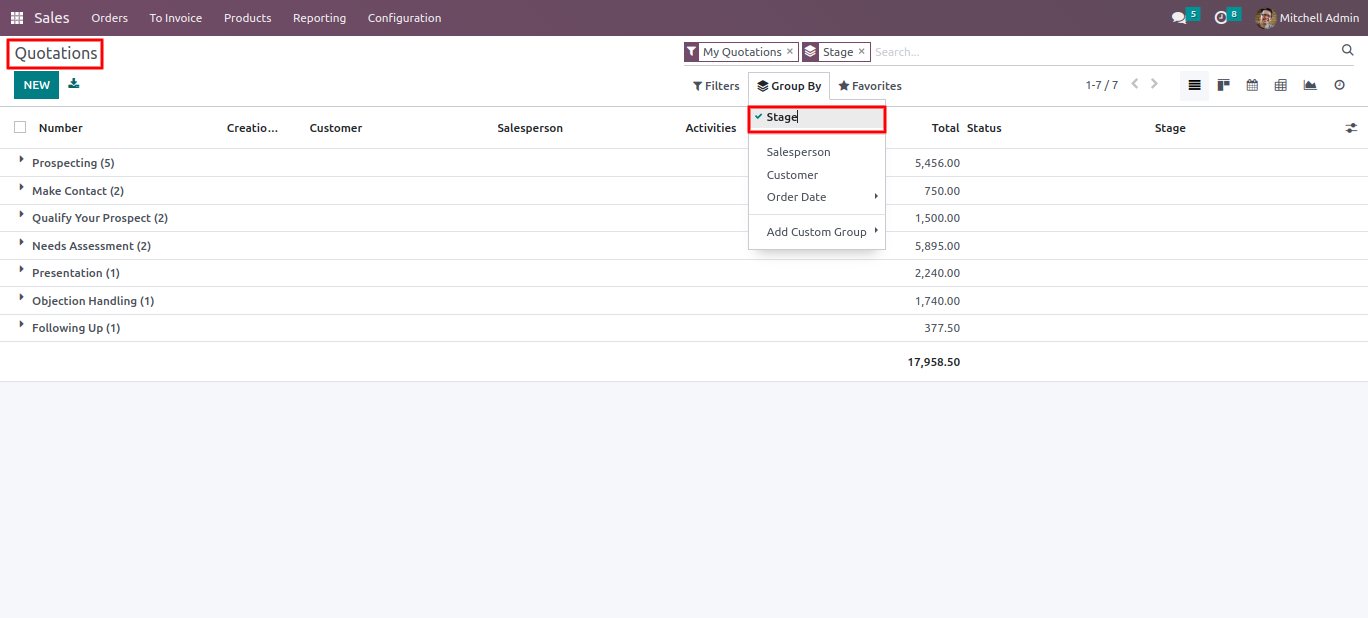 Sales Orders To Invoice Products Reporting Configuration 5 8 Mitchell Admin
Quotations My Quotations × Stage × Search...
NEW Filters Group By Favorites 1-7 / 7
Number Creatio... Customer Salesperson Activities Total Status Stage
Stage
Salesperson
Customer
Order Date
Add Custom Group
Prospecting (5) 5,456.00
Make Contact (2) 750.00
Qualify Your Prospect (2) 1,500.00
Needs Assessment (2) 5,895.00
Presentation (1) 2,240.00
Objection Handling (1) 1,740.00
Following Up (1) 377.50
17,958.50